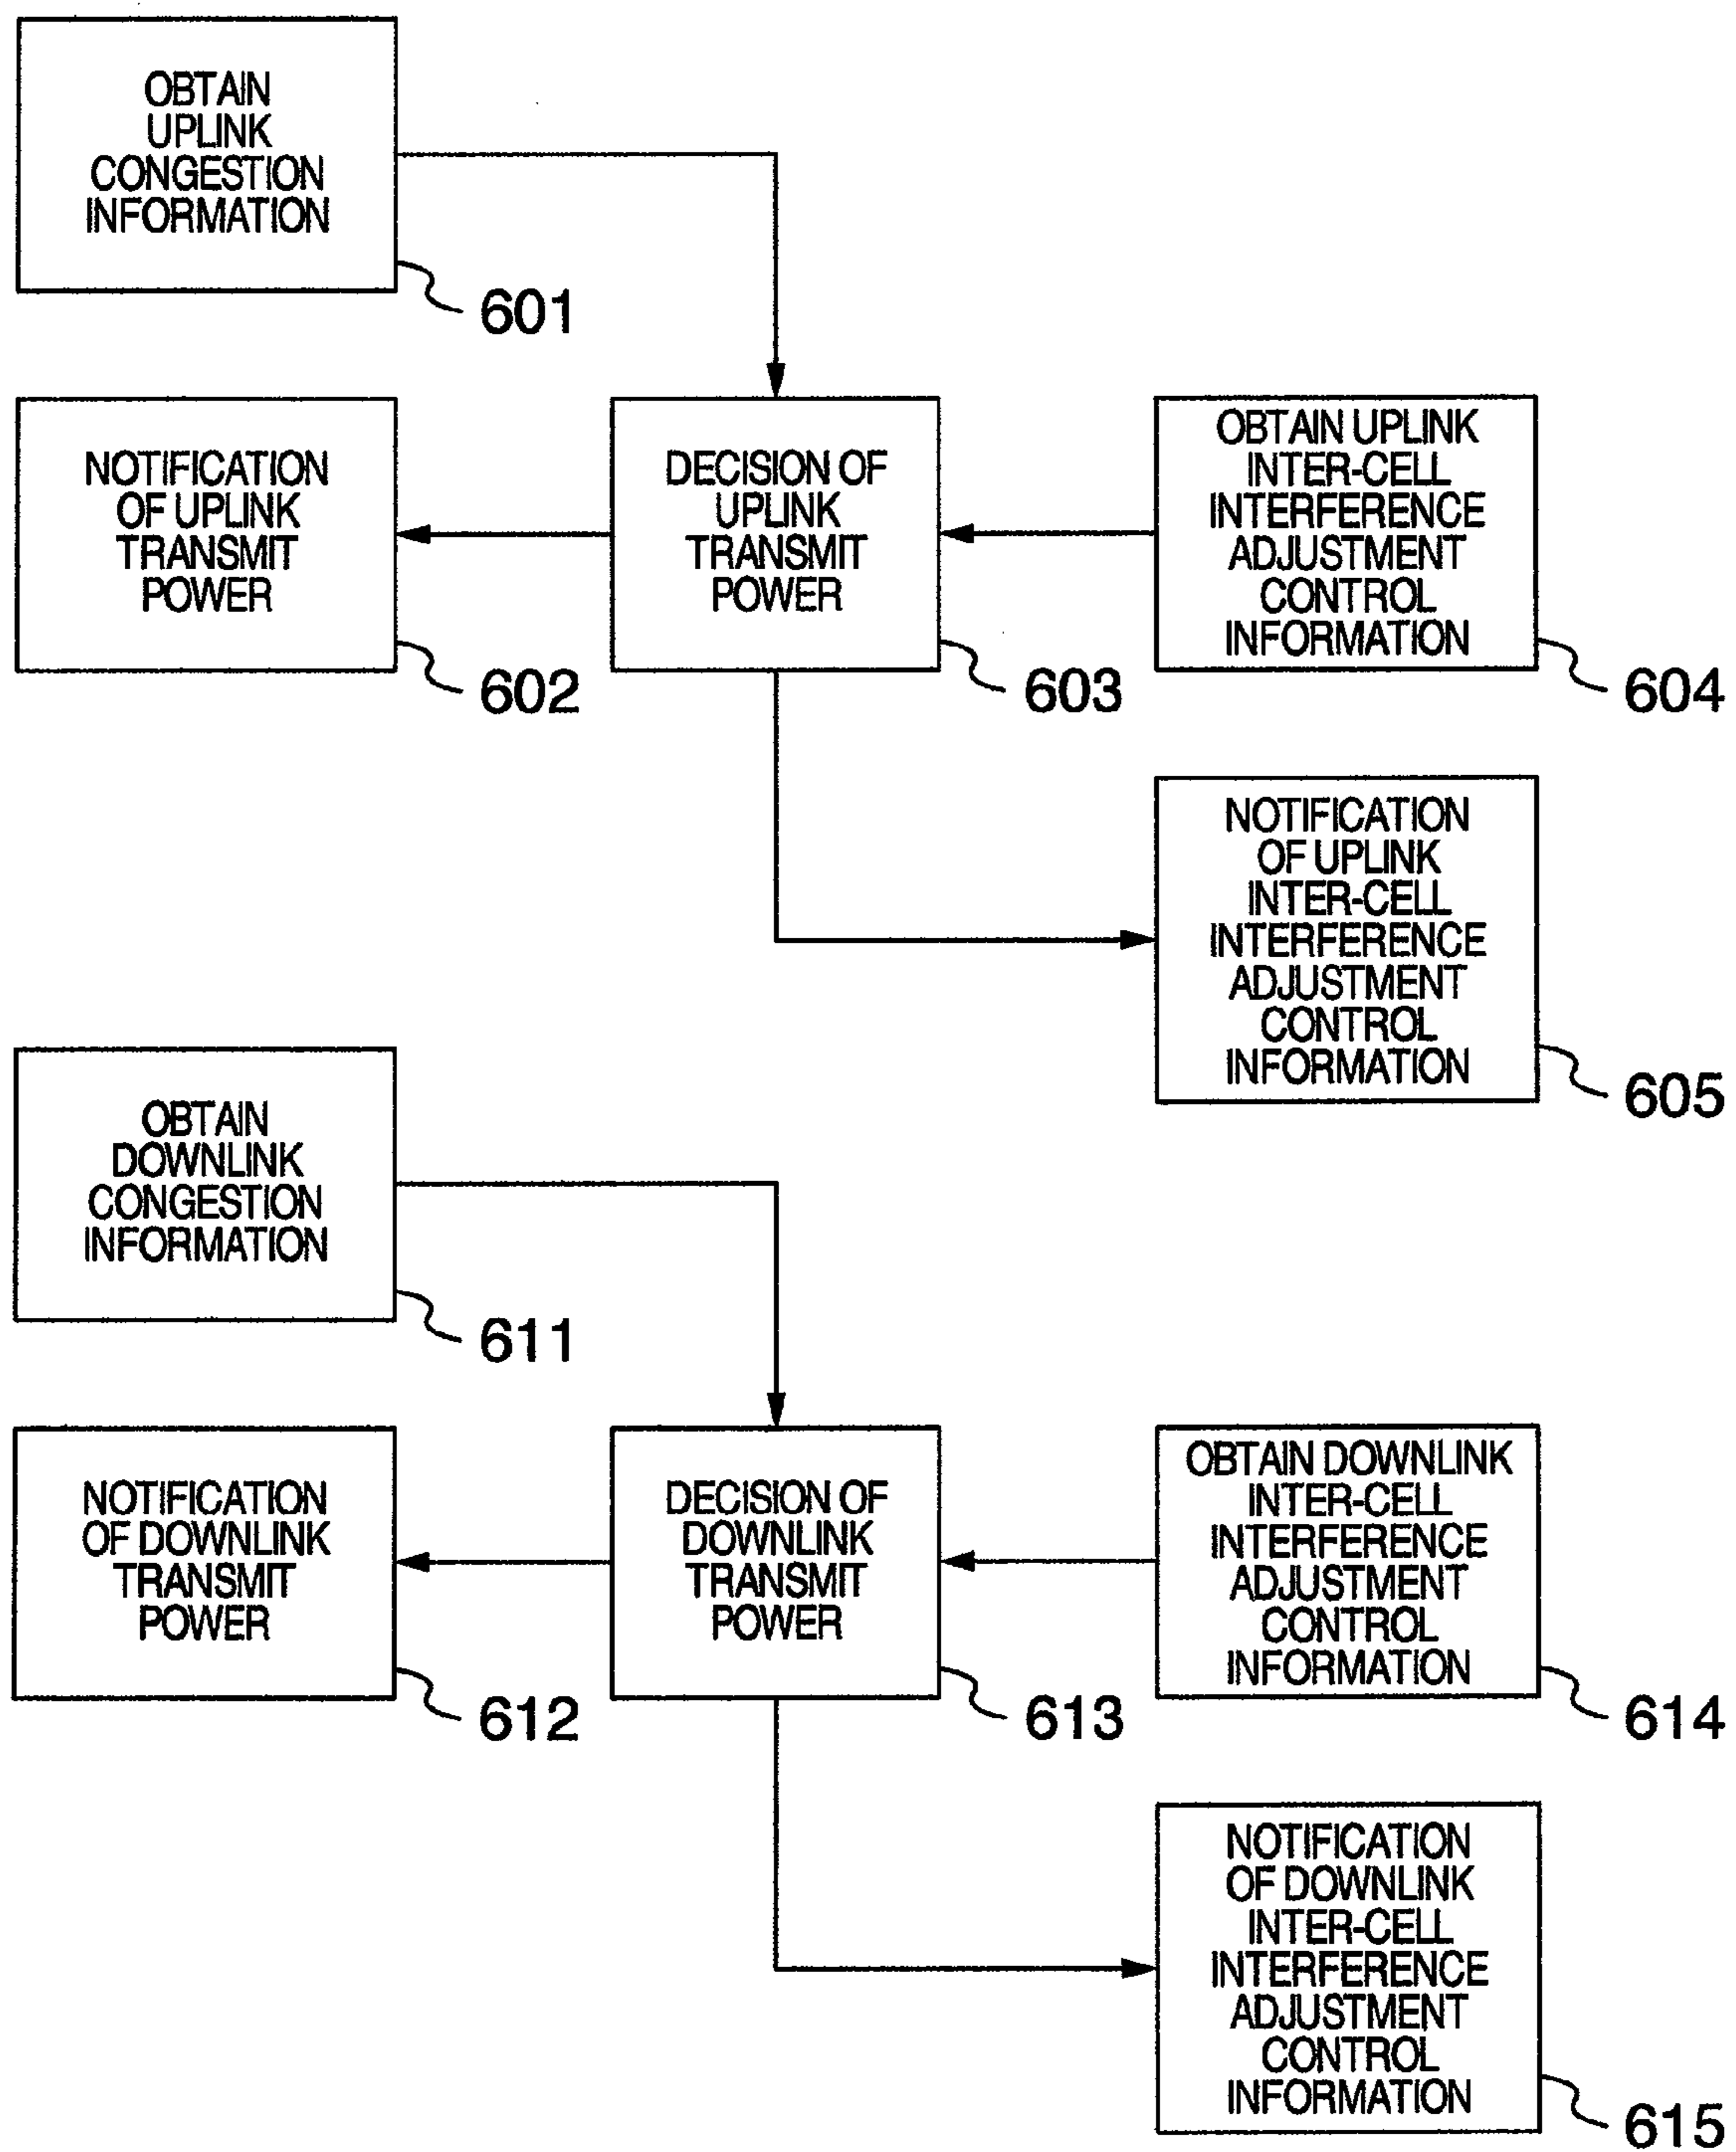 OBTAIN
UPLINK
CONGESTION
INFORMATION
601
NOTIFICATION
OF UPLINK
TRANSMIT
POWER
602
DECISION OF
UPLINK
TRANSMIT
POWER
603
OBTAIN UPLINK
INTER-CELL
INTERFERENCE
ADJUSTMENT
CONTROL
INFORMATION
604
NOTIFICATION
OF UPLINK
INTER-CELL
INTERFERENCE
ADJUSTMENT
CONTROL
INFORMATION
605
OBTAIN
DOWNLINK
CONGESTION
INFORMATION
611
NOTIFICATION
OF DOWNLINK
TRANSMIT
POWER
612
DECISION OF
DOWNLINK
TRANSMIT
POWER
613
OBTAIN DOWNLINK
INTER-CELL
INTERFERENCE
ADJUSTMENT
CONTROL
INFORMATION
614
NOTIFICATION
OF DOWNLINK
INTER-CELL
INTERFERENCE
ADJUSTMENT
CONTROL
INFORMATION
615